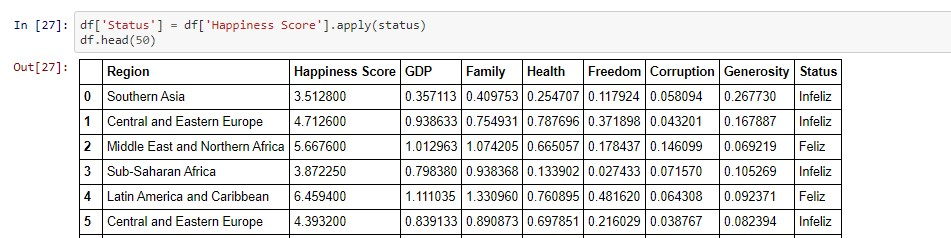 In [27]: df['Status'] = df['Happiness Score'].apply(status)
df.head(50)
Out[27]:
Region Happiness Score GDP Family Health Freedom Corruption Generosity Status
0 Southern Asia 3.512800 0.357113 0.409753 0.254707 0.117924 0.058094 0.267730 Infeliz
1 Central and Eastern Europe 4.712600 0.938633 0.754931 0.787696 0.371898 0.043201 0.167887 Infeliz
2 Middle East and Northern Africa 5.667600 1.012963 1.074205 0.665057 0.178437 0.146099 0.069219 Feliz
3 Sub-Saharan Africa 3.872250 0.798380 0.938368 0.133902 0.027433 0.071570 0.105269 Infeliz
4 Latin America and Caribbean 6.459400 1.111035 1.330960 0.760895 0.481620 0.064308 0.092371 Feliz
5 Central and Eastern Europe 4.393200 0.839133 0.890873 0.697851 0.216029 0.038767 0.082394 Infeliz